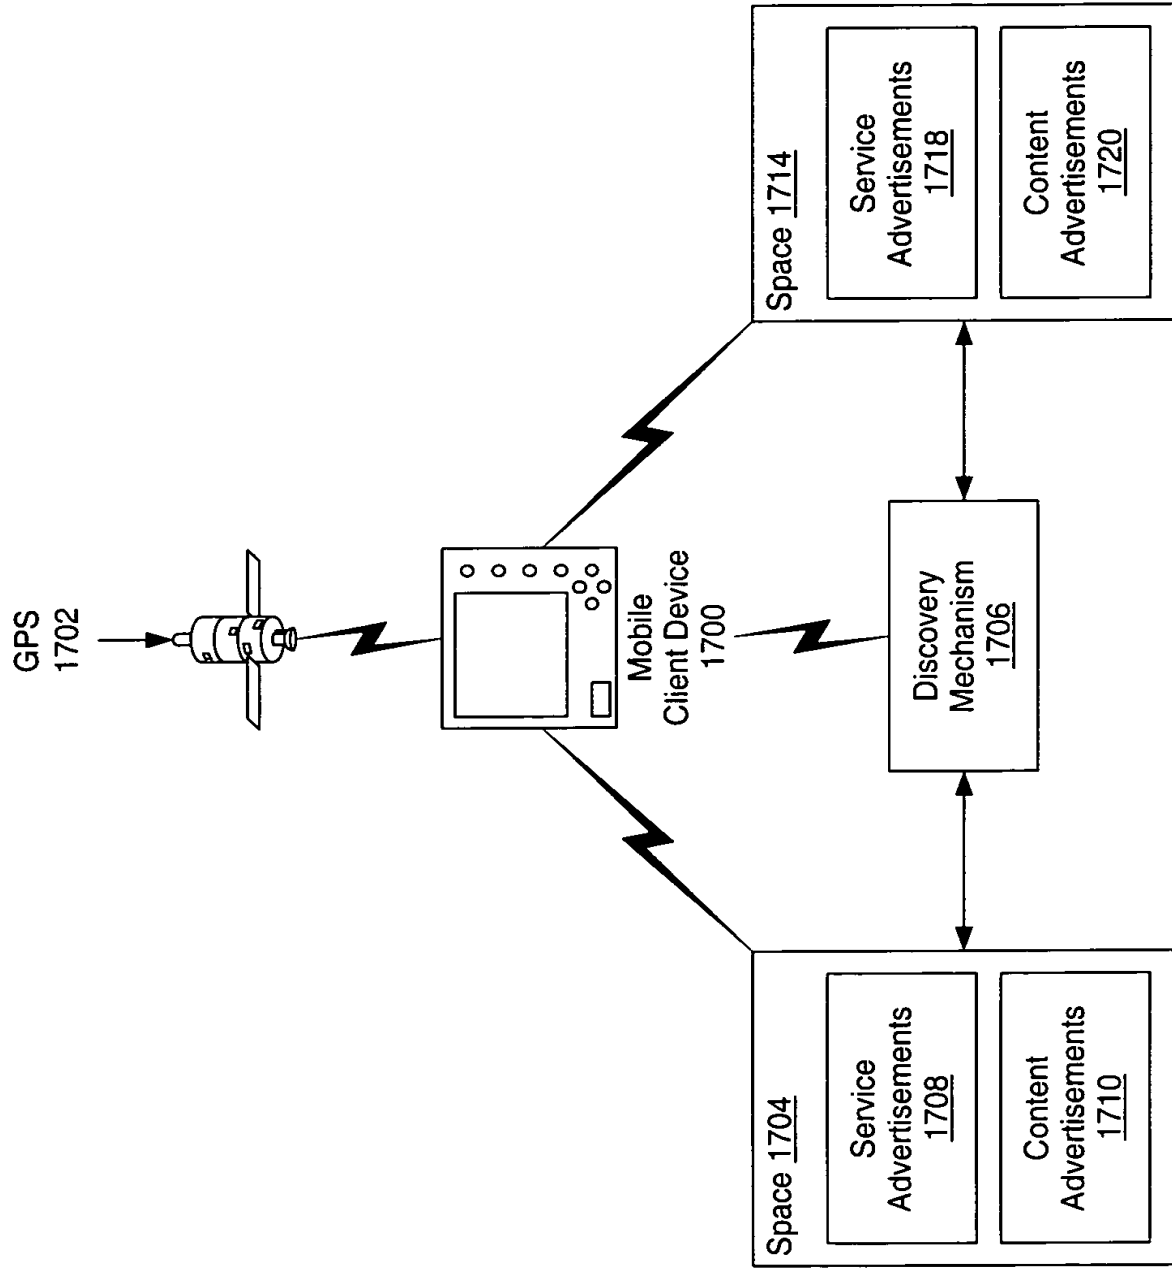 GPS
1702
Mobile
Client Device
1700
Discovery
Mechanism
1706
Space 1704
Service
Advertisements
1708
Content
Advertisements
1710
Space 1714
Service
Advertisements
1718
Content
Advertisements
1720